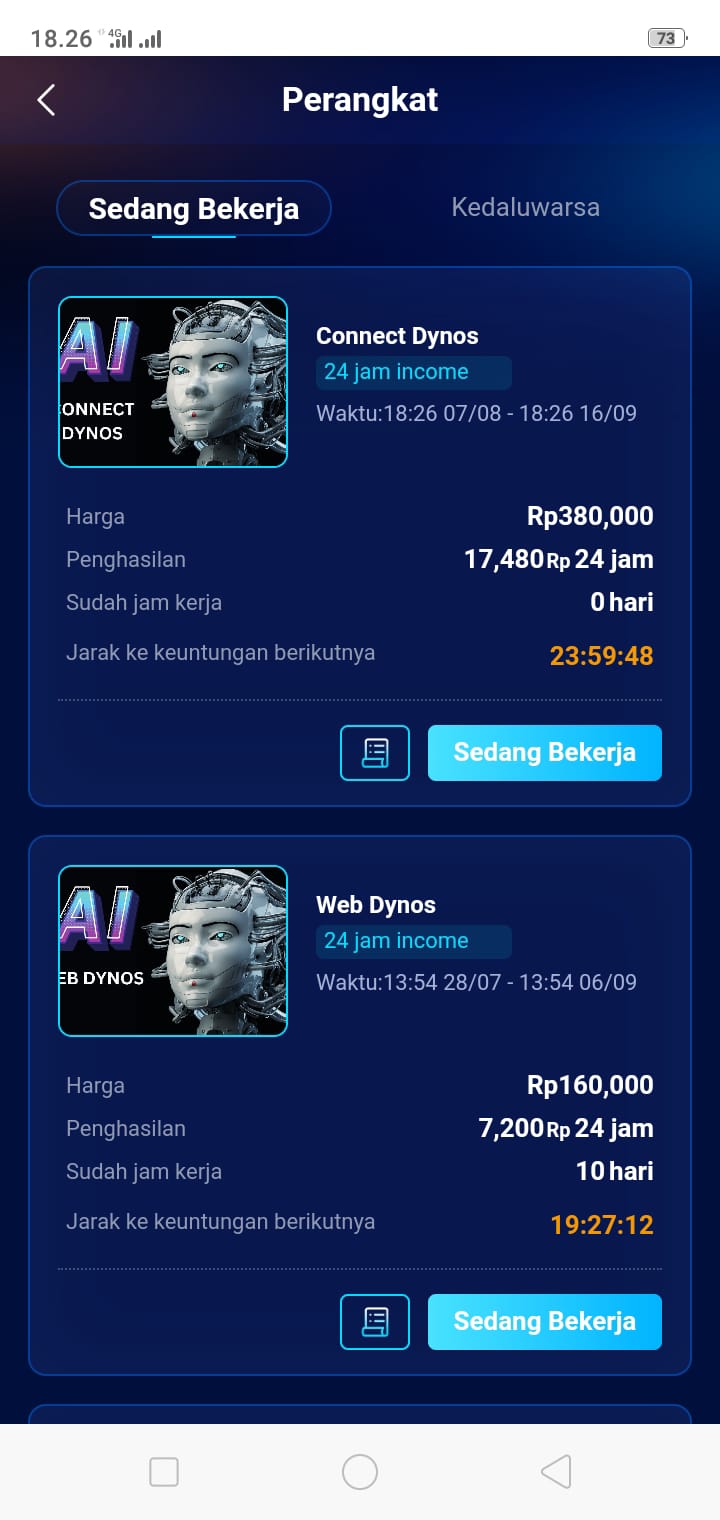 18.26 4G 73
Perangkat
Sedang Bekerja Kedaluwarsa
AI
ONNECT
DYNOS
Connect Dynos
24 jam income
Waktu:18:26 07/08 - 18:26 16/09
Harga Rp380,000
Penghasilan 17,480Rp 24 jam
Sudah jam kerja 0 hari
Jarak ke keuntungan berikutnya 23:59:48
Sedang Bekerja
AI
EB DYNOS
Web Dynos
24 jam income
Waktu:13:54 28/07 - 13:54 06/09
Harga Rp160,000
Penghasilan 7,200Rp 24 jam
Sudah jam kerja 10 hari
Jarak ke keuntungan berikutnya 19:27:12
Sedang Bekerja